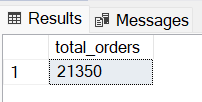 Results Messages
total_orders
1 21350